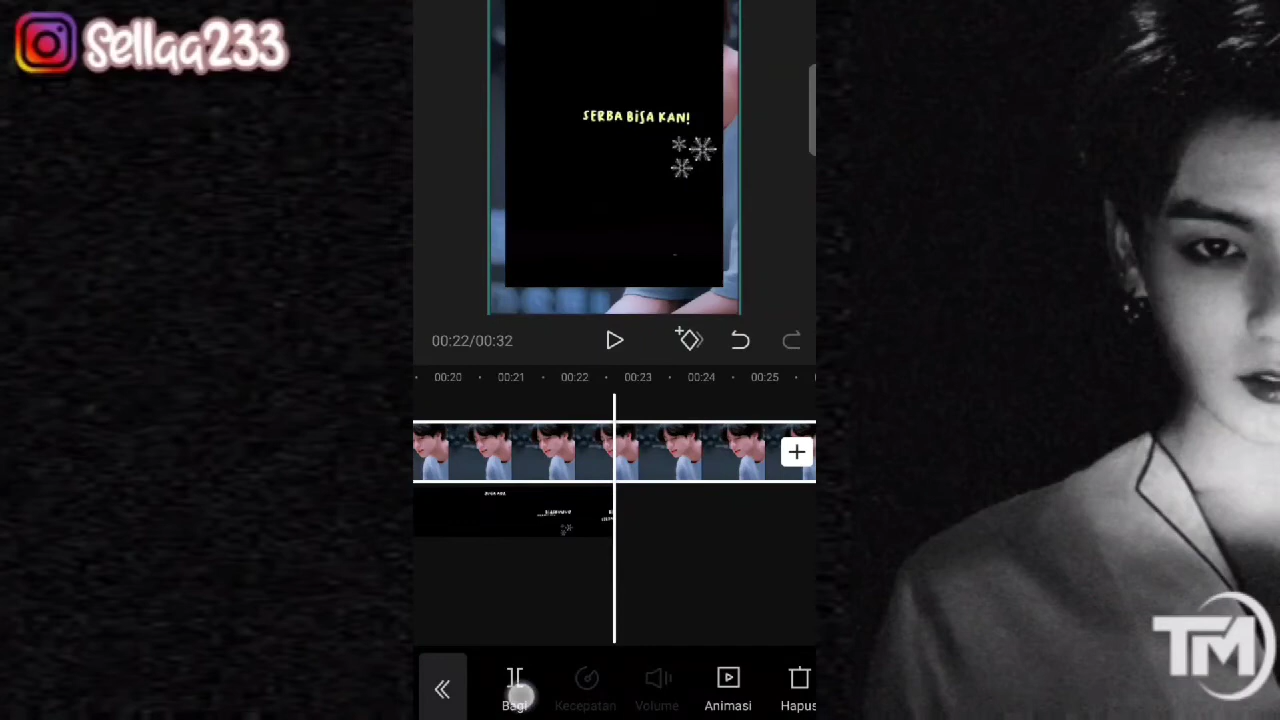 Sellaa233
SERBA BISA KAN!
00:22/00:32
00:20 00:21 00:22 00:23 00:24 00:25
Bagi Kecepatan Volume Animasi Hapus
TM